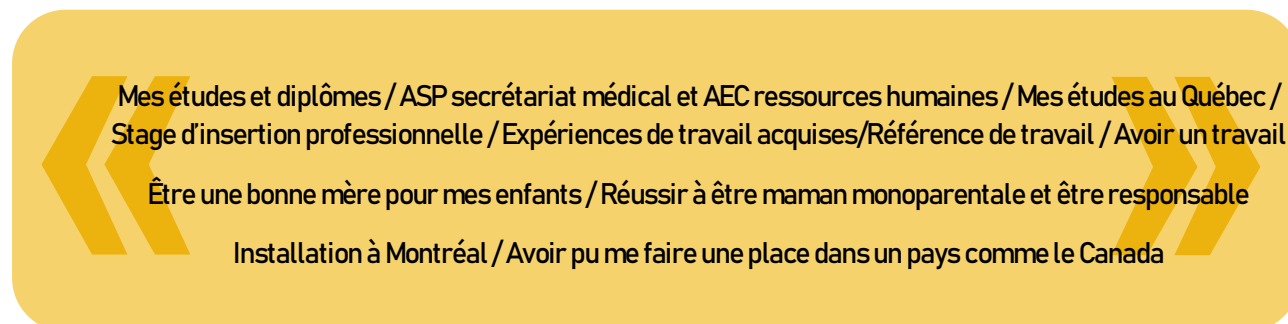 Mes études et diplômes / ASP secrétariat médical et AEC ressources humaines / Mes études au Québec /
Stage d'insertion professionnelle / Expériences de travail acquises/Référence de travail / Avoir un travail
Être une bonne mère pour mes enfants / Réussir à être maman monoparentale et être responsable
Installation à Montréal / Avoir pu me faire une place dans un pays comme le Canada